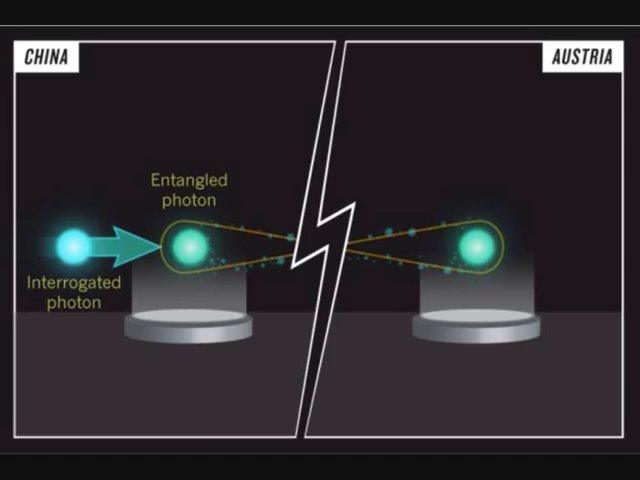 CHINA
AUSTRIA
Entangled
photon
Interrogated
photon